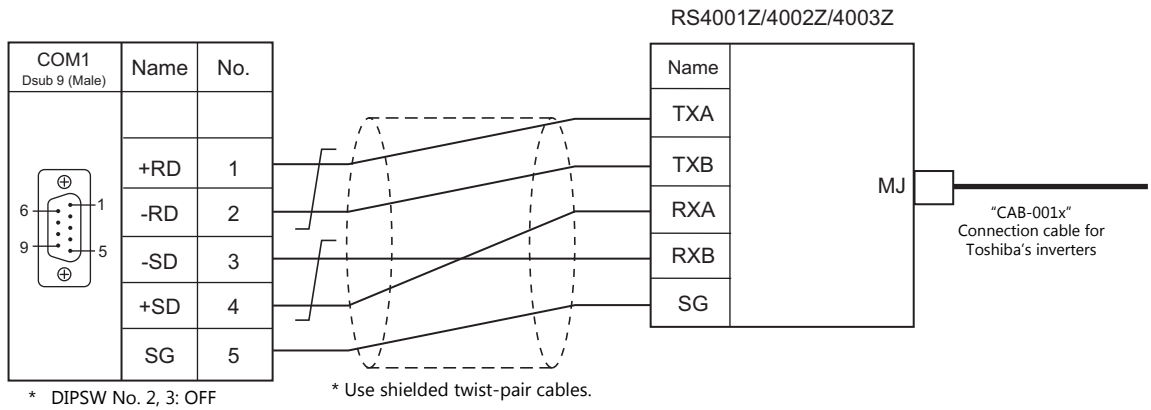 RS4001Z/4002Z/4003Z
COM1
Dsub 9 (Male)
Name
No.
+RD
1
-RD
2
-SD
3
+SD
4
SG
5
6
1
9
5
Name
TXA
TXB
RXA
RXB
SG
MJ
“CAB-001x”
Connection cable for
Toshiba’s inverters
* DIPSW No. 2, 3: OFF
* Use shielded twist-pair cables.